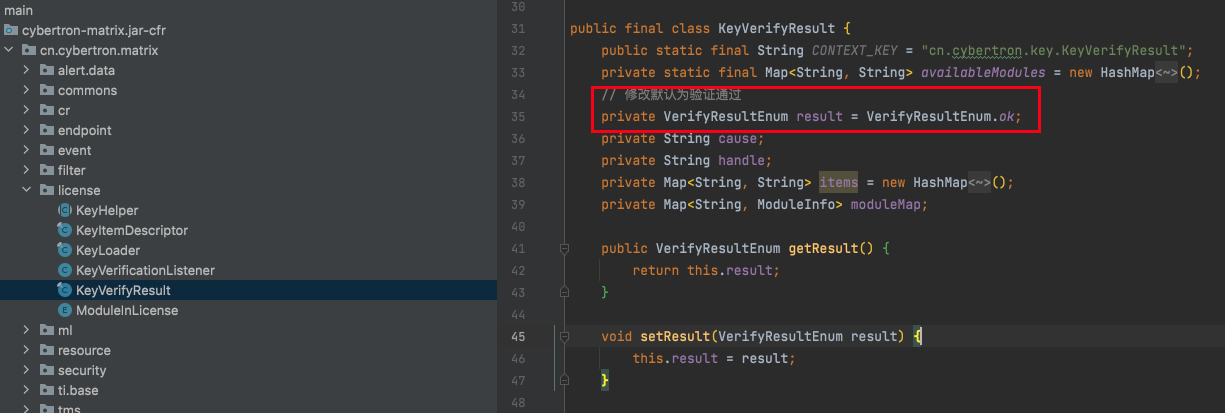 main
cybertron-matrix.jar-cfr
cn.cybertron.matrix
alert.data
commons
cr
endpoint
event
filter
license
KeyHelper
KeyItemDescriptor
KeyLoader
KeyVerificationListener
KeyVerifyResult
ModuleInLicense
ml
resource
security
ti.base
tms
30
31 public final class KeyVerifyResult {
32 public static final String CONTEXT_KEY = "cn.cybertron.key.KeyVerifyResult";
33 private static final Map<String, String> availableModules = new HashMap<~>();
34 // 修改默认为验证通过
35 private VerifyResultEnum result = VerifyResultEnum.ok;
36 private String cause;
37 private String handle;
38 private Map<String, String> items = new HashMap<~>();
39 private Map<String, ModuleInfo> moduleMap;
40
41 public VerifyResultEnum getResult() {
42 return this.result;
43 }
44
45 void setResult(VerifyResultEnum result) {
46 this.result = result;
47 }
48